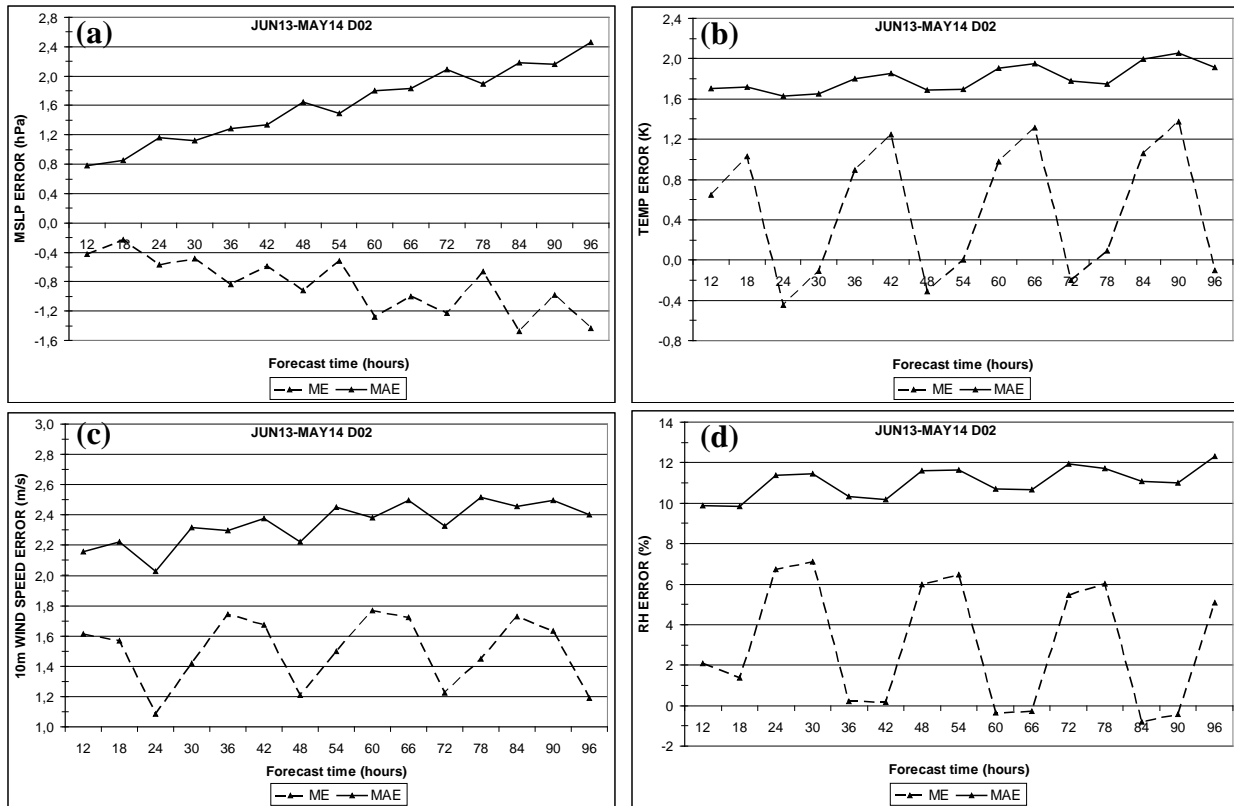 (a)
JUN13-MAY14 D02
MSLP ERROR (hPa)
2,8
2,4
2,0
1,6
1,2
0,8
0,4
0,0
-0,4
-0,8
-1,2
-1,6
12 18 24 30 36 42 48 54 60 66 72 78 84 90 96
Forecast time (hours)
ME MAE
(b)
JUN13-MAY14 D02
TEMP ERROR (K)
2,4
2,0
1,6
1,2
0,8
0,4
0,0
-0,4
-0,8
12 18 24 30 36 42 48 54 60 66 72 78 84 90 96
Forecast time (hours)
ME MAE
(c)
JUN13-MAY14 D02
10m WIND SPEED ERROR (m/s)
3,0
2,8
2,6
2,4
2,2
2,0
1,8
1,6
1,4
1,2
1,0
12 18 24 30 36 42 48 54 60 66 72 78 84 90 96
Forecast time (hours)
ME MAE
(d)
JUN13-MAY14 D02
RH ERROR (%)
14
12
10
8
6
4
2
0
-2
12 18 24 30 36 42 48 54 60 66 72 78 84 90 96
Forecast time (hours)
ME MAE